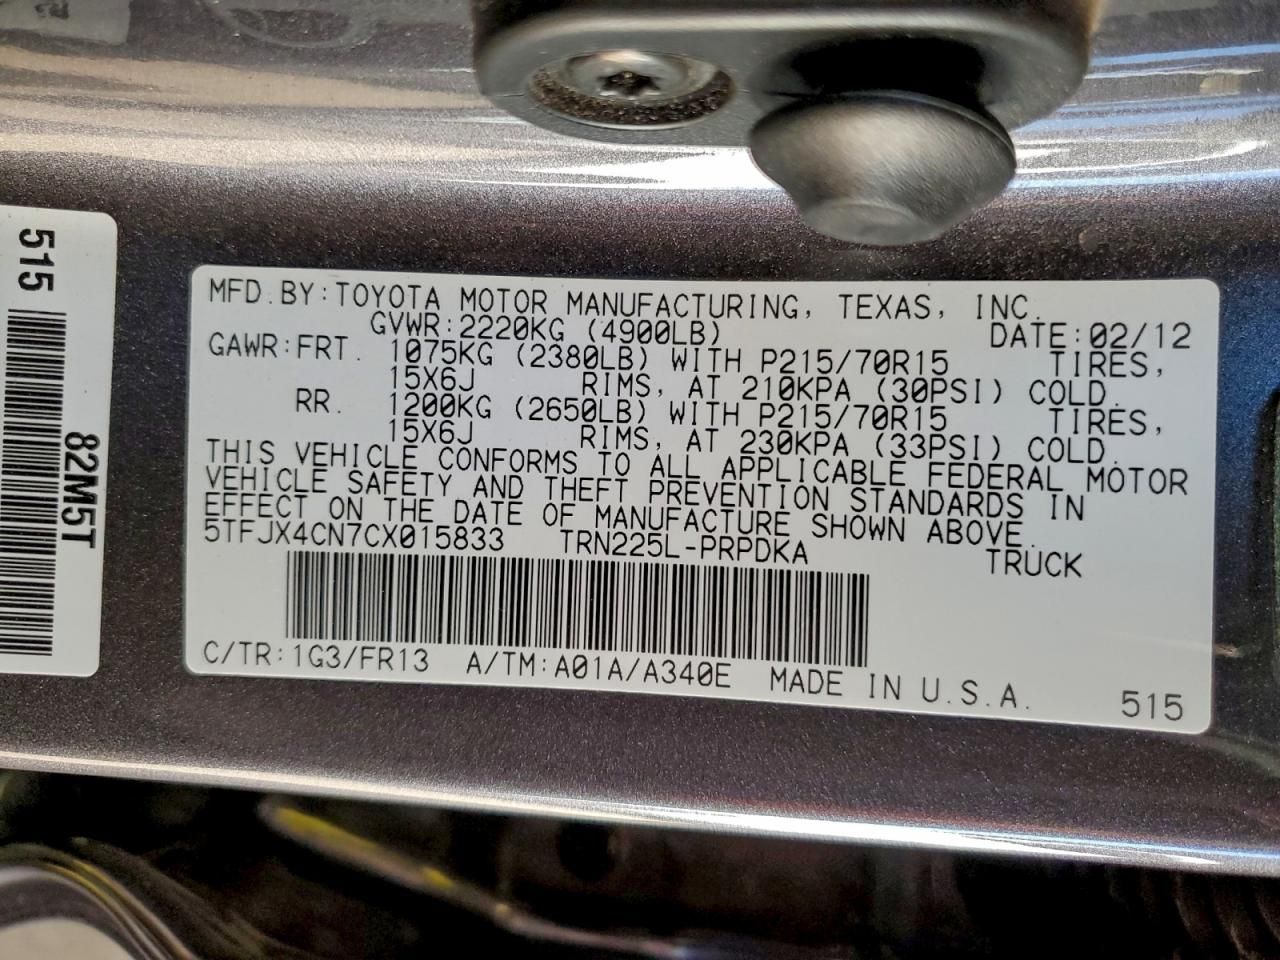 515
82M5T
MFD.BY:TOYOTA MOTOR MANUFACTURING, TEXAS, INC.
GVWR:2220KG (4900LB) DATE:02/12
GAWR:FRT. 1075KG (2380LB) WITH P215/70R15 TIRES,
15X6J RIMS, AT 210KPA (30PSI) COLD.
RR. 1200KG (2650LB) WITH P215/70R15 TIRES,
15X6J RIMS, AT 230KPA (33PSI) COLD.
THIS VEHICLE CONFORMS TO ALL APPLICABLE FEDERAL MOTOR
VEHICLE SAFETY AND THEFT PREVENTION STANDARDS IN
EFFECT ON THE DATE OF MANUFACTURE SHOWN ABOVE.
5TFJX4CN7CX015833 TRN225L-PRPDKA TRUCK
C/TR:1G3/FR13 A/TM:A01A/A340E MADE IN U.S.A. 515